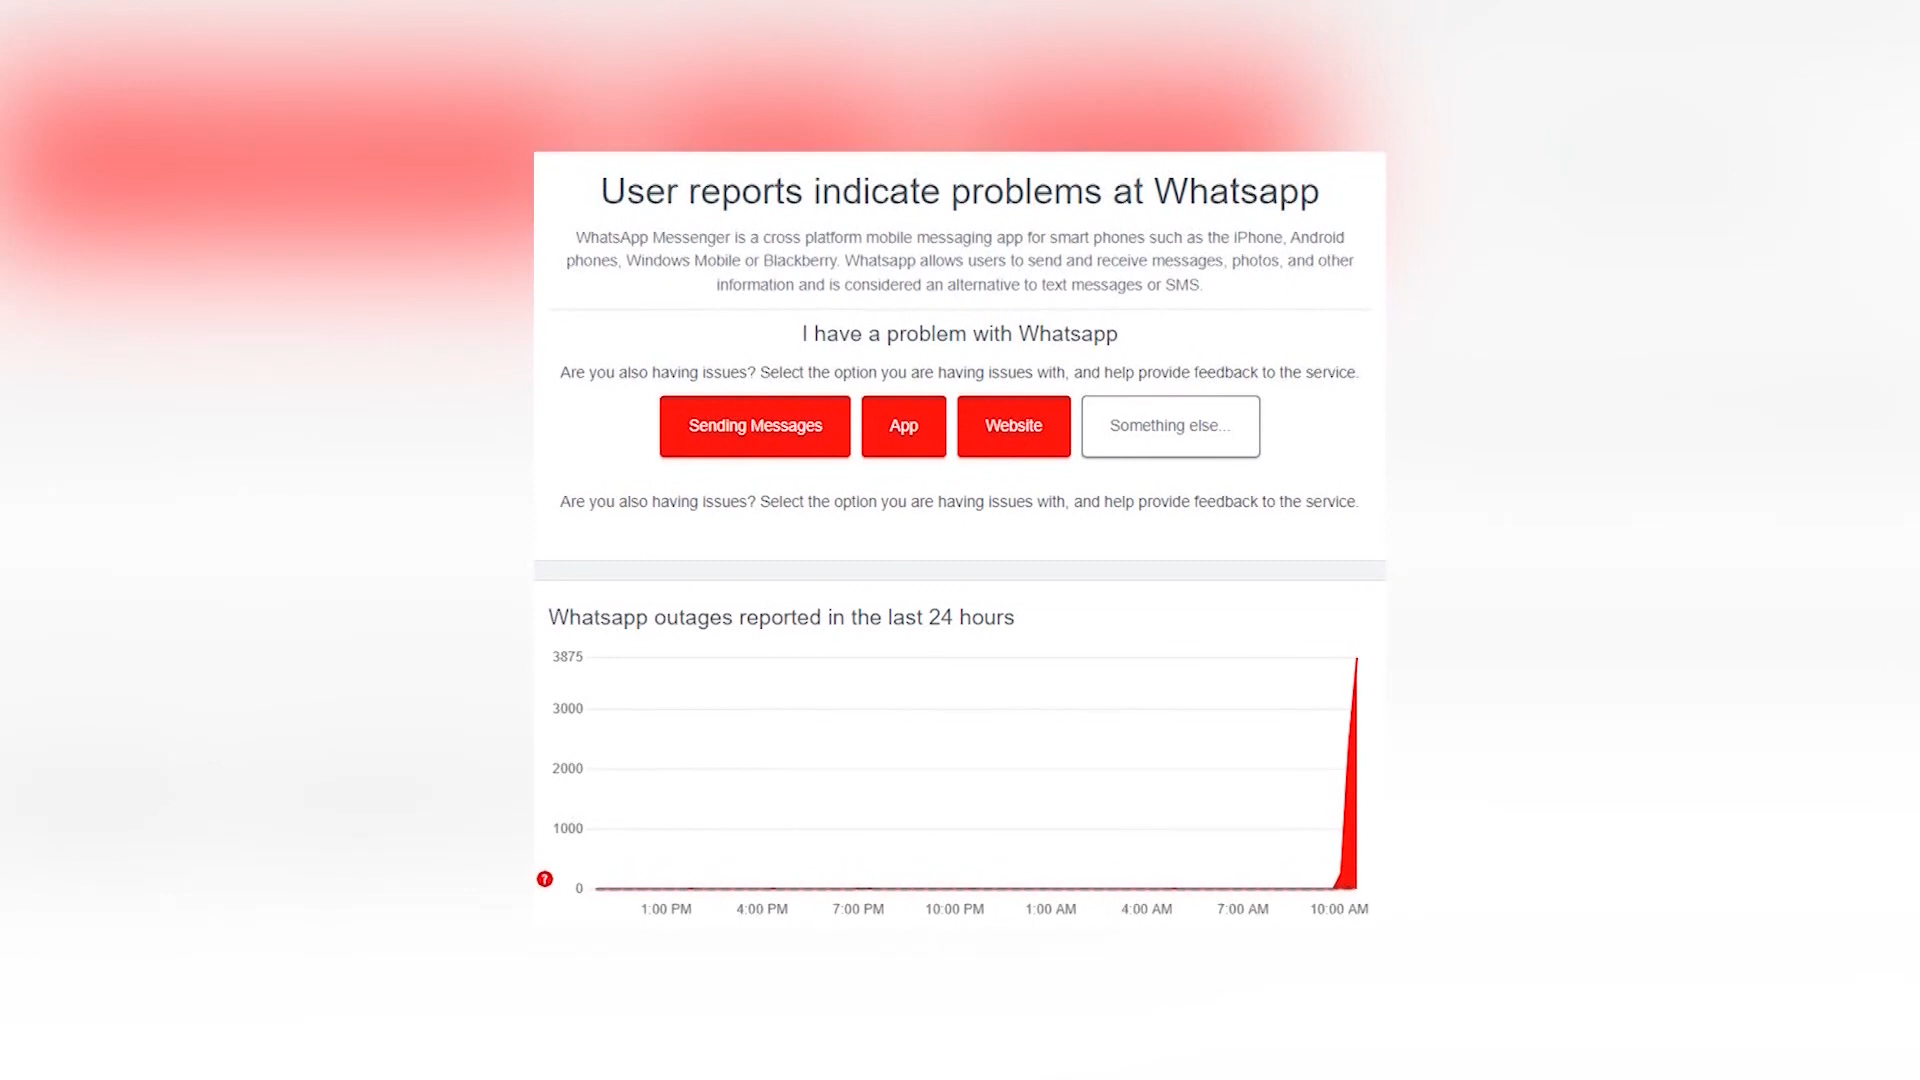 User reports indicate problems at Whatsapp
WhatsApp Messenger is a cross platform mobile messaging app for smart phones such as the iPhone, Android
phones, Windows Mobile or Blackberry. Whatsapp allows users to send and receive messages, photos, and other
information and is considered an alternative to text messages or SMS.
I have a problem with Whatsapp
Are you also having issues? Select the option you are having issues with, and help provide feedback to the service.
Sending Messages App Website Something else...
Are you also having issues? Select the option you are having issues with, and help provide feedback to the service.
Whatsapp outages reported in the last 24 hours
3875
3000
2000
1000
?
0
1:00 PM 4:00 PM 7:00 PM 10:00 PM 1:00 AM 4:00 AM 7:00 AM 10:00 AM